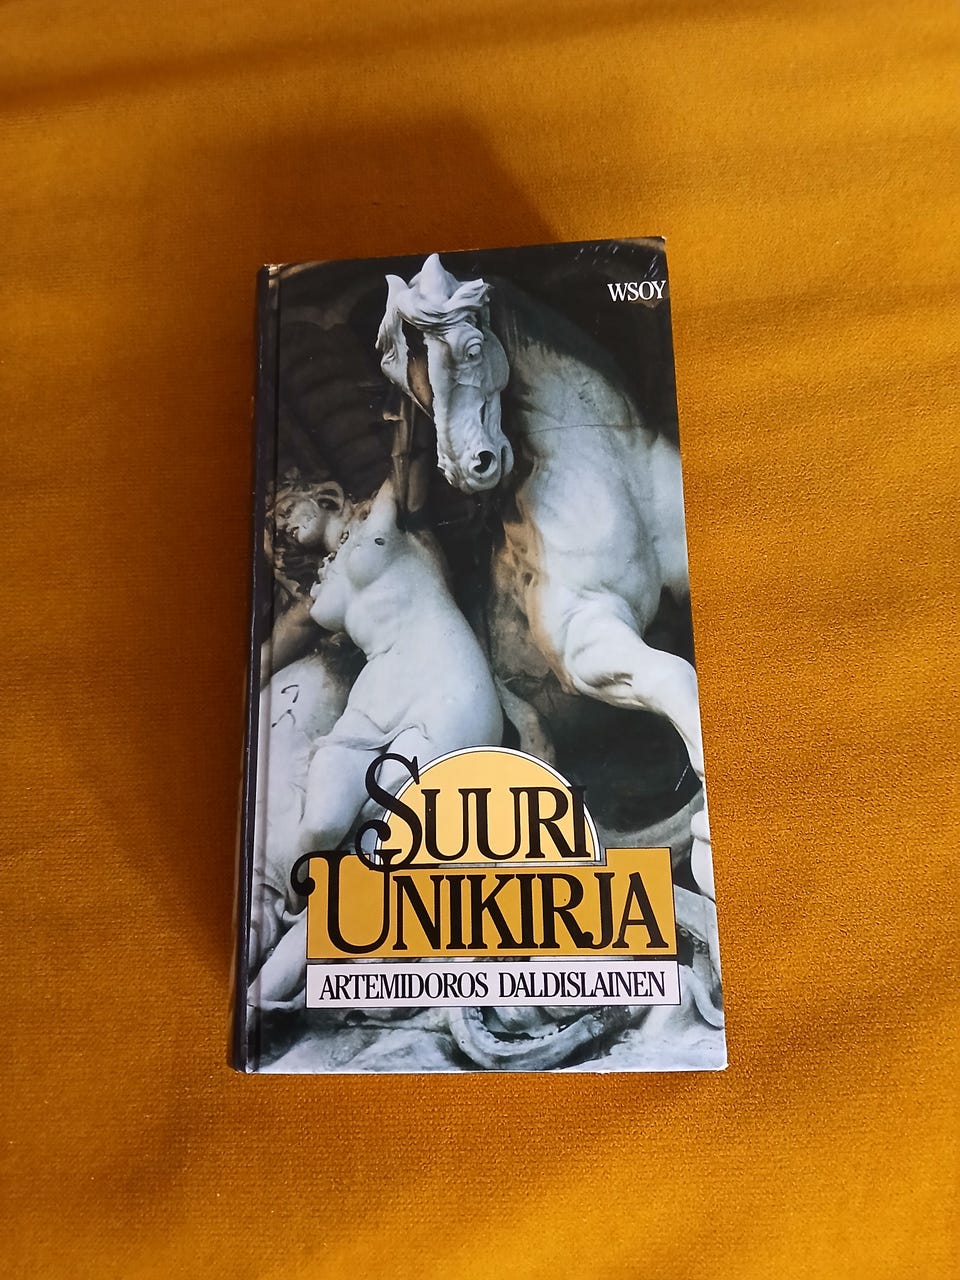 WSOY
SUURI
UNIKIRJA
ARTEMIDOROS DALDISLAINEN